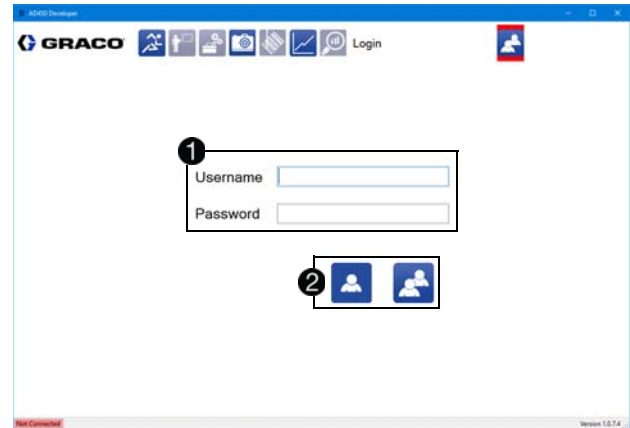 AD450 Developer
GRACO Login
1
Username
Password
2
Not Connected
Version 1.0.7.4